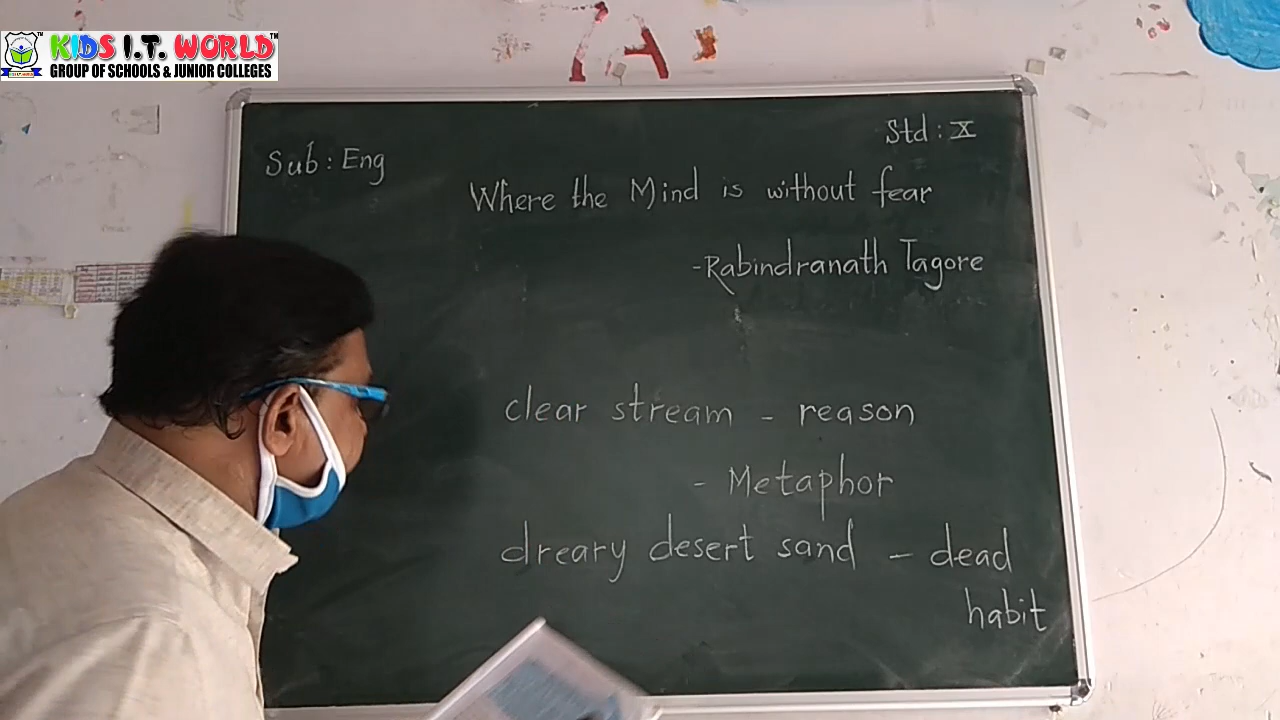 KIDS I.T. WORLD
GROUP OF SCHOOLS & JUNIOR COLLEGES
(A)
Std : X
Sub : Eng
Where the Mind is without fear
-Rabindranath Tagore
clear stream - reason
- Metaphor
dreary desert sand - dead
habit